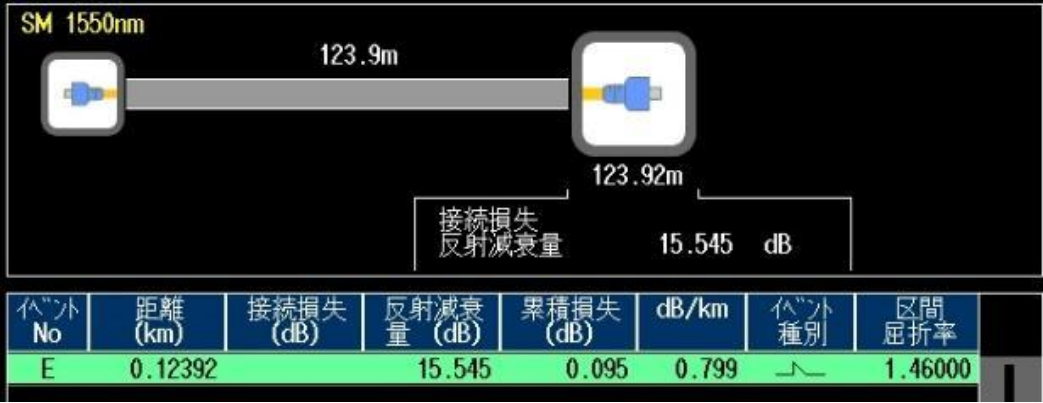 SM 1550nm
123.9m
123.92m
接続損失
反射減衰量 15.545 dB
ｲﾍﾞﾝﾄ No 距離 (km) 接続損失 (dB) 反射減衰量 (dB) 累積損失 (dB) dB/km ｲﾍﾞﾝﾄ 種別 区間 屈折率
E 0.12392 15.545 0.095 0.799 1.46000